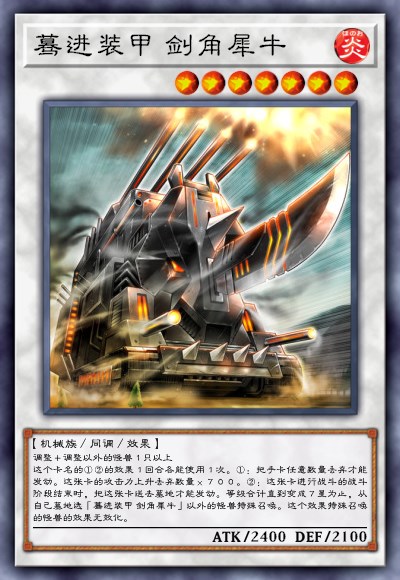 蓦进装甲 剑角犀牛
ほのお
炎
【机械族/同调/效果】
调整+调整以外的怪兽1只以上
这个卡名的①②的效果1回合各能使用1次。①:把手卡任意数量丢弃才能
发动。这张卡的攻击力上升丢弃数量×700。②:这张卡进行战斗的战斗
阶段结束时,把这张卡送去墓地才能发动。等级合计直到变成7星为止,从
自己墓地选「蓦进装甲 剑角犀牛」以外的怪兽特殊召唤。这个效果特殊召唤
的怪兽的效果无效化。
ATK/2400 DEF/2100